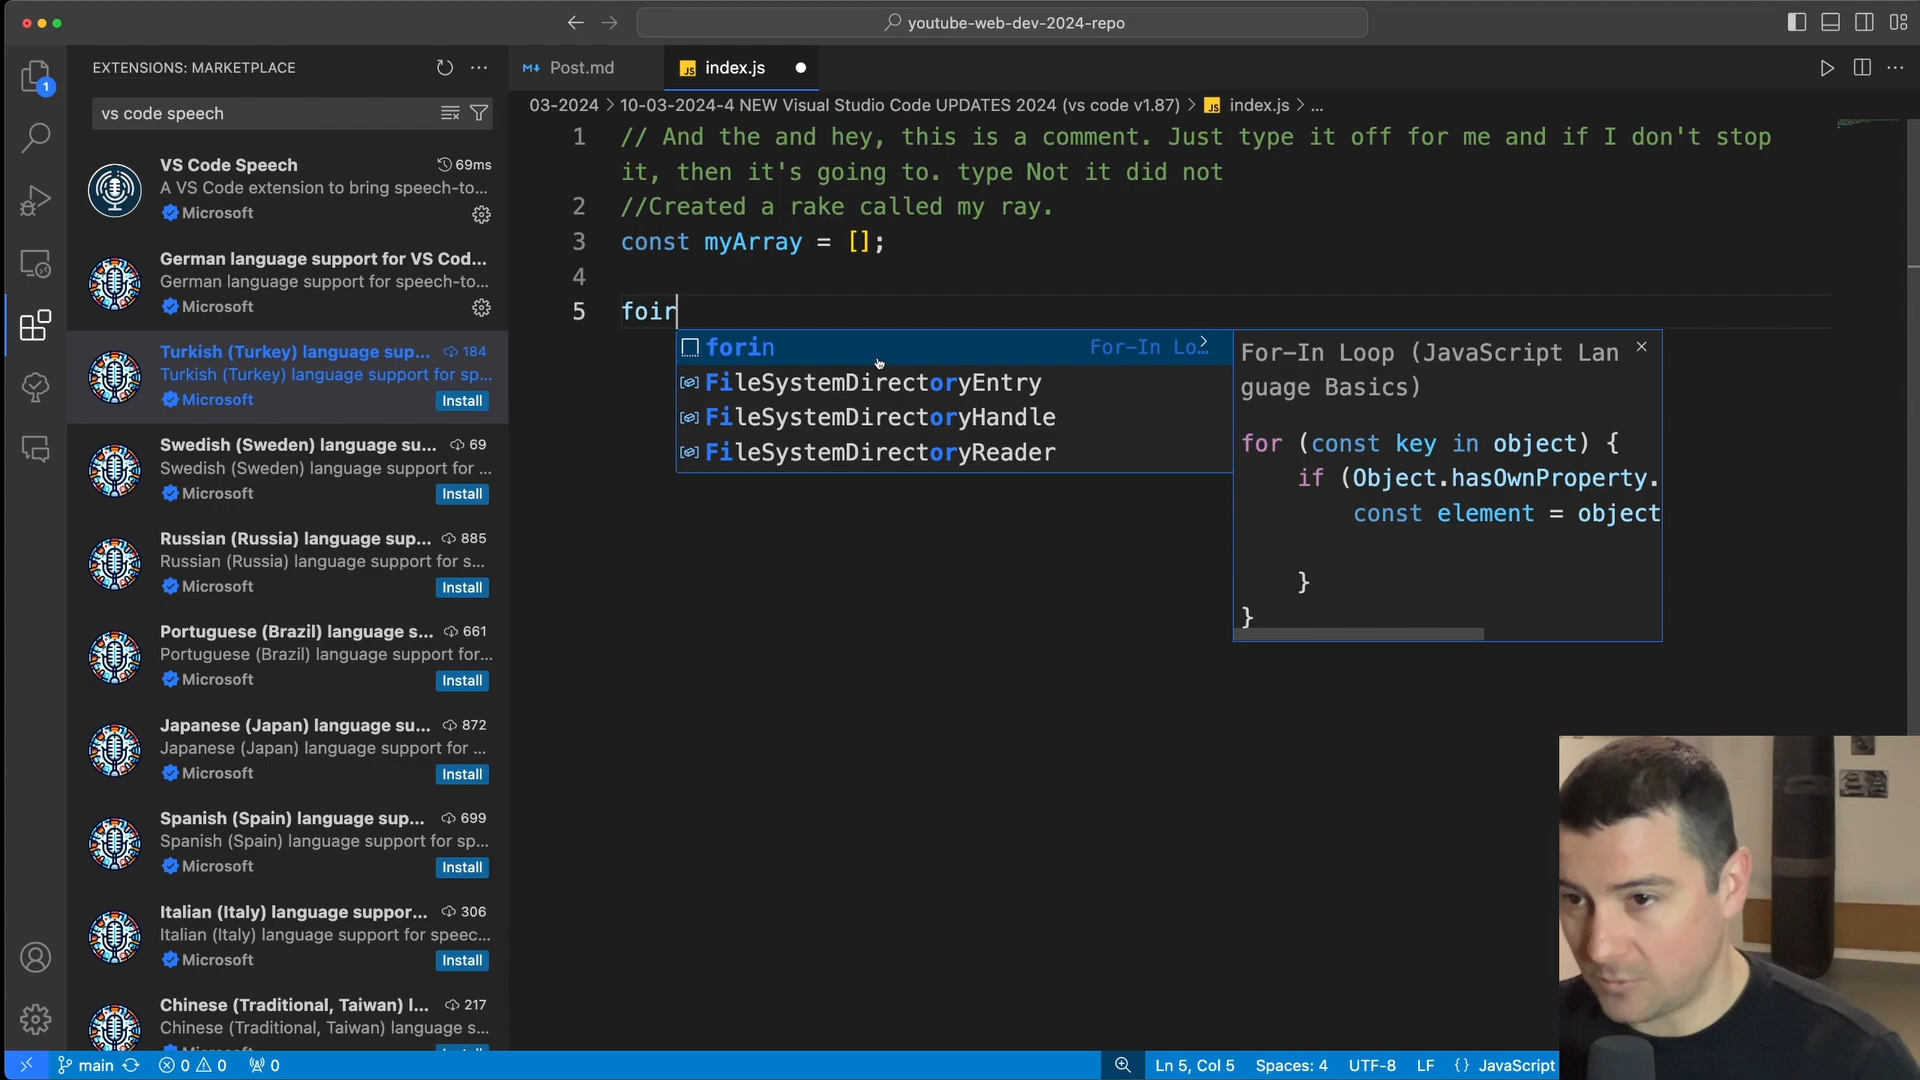 youtube-web-dev-2024-repo
EXTENSIONS: MARKETPLACE
vs code speech
VS Code Speech 69ms
A VS Code extension to bring speech-to...
Microsoft
German language support for VS Cod...
German language support for speech-to...
Microsoft
Turkish (Turkey) language sup... 184
Turkish (Turkey) language support for sp...
Microsoft Install
Swedish (Sweden) language su... 69
Swedish (Sweden) language support for ...
Microsoft Install
Russian (Russia) language sup... 885
Russian (Russia) language support for s...
Microsoft Install
Portuguese (Brazil) language s... 661
Portuguese (Brazil) language support for...
Microsoft Install
Japanese (Japan) language su... 872
Japanese (Japan) language support for ...
Microsoft Install
Spanish (Spain) language sup... 699
Spanish (Spain) language support for sp...
Microsoft Install
Italian (Italy) language suppor... 306
Italian (Italy) language support for speec...
Microsoft Install
Chinese (Traditional, Taiwan) l... 217
Chinese (Traditional, Taiwan) language s...
1
Post.md
JS index.js
03-2024 > 10-03-2024-4 NEW Visual Studio Code UPDATES 2024 (vs code v1.87) > JS index.js > ...
1 // And the and hey, this is a comment. Just type it off for me and if I don't stop
it, then it's going to. type Not it did not
2 //Created a rake called my ray.
3 const myArray = [];
4
5 foir
forin For-In Lo...
FileSystemDirectoryEntry
FileSystemDirectoryHandle
FileSystemDirectoryReader
For-In Loop (JavaScript Lan
guage Basics)
for (const key in object) {
if (Object.hasOwnProperty.
const element = object
}
}
main 0 0 0 Ln 5, Col 5 Spaces: 4 UTF-8 LF {} JavaScript